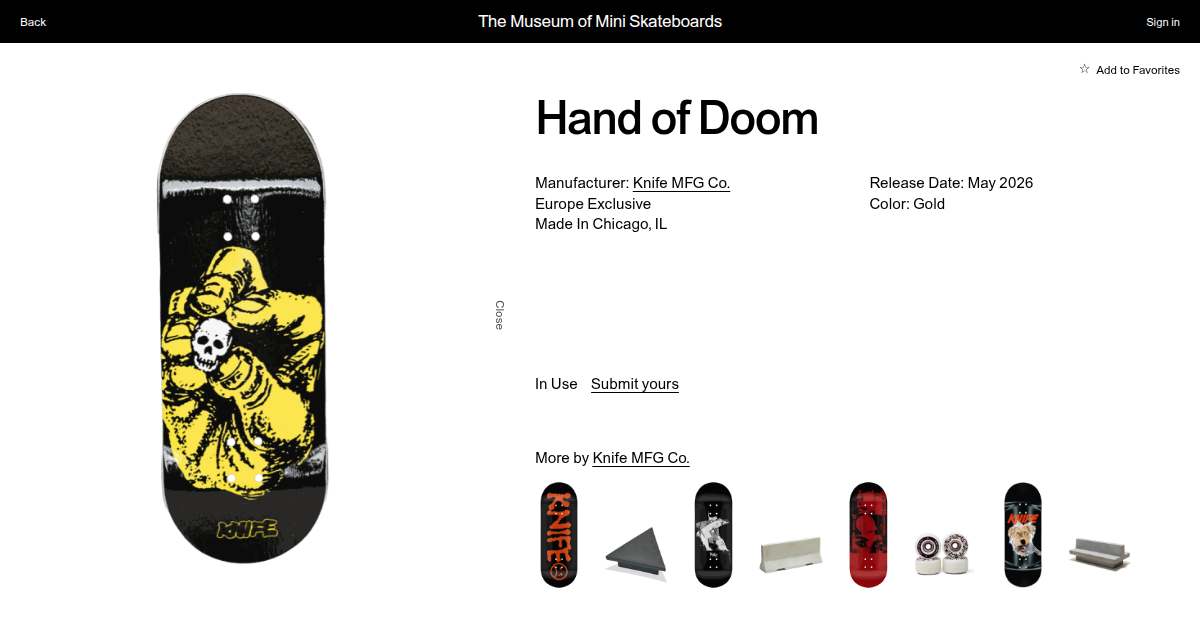 Back
The Museum of Mini Skateboards
Sign in
☆ Add to Favorites
Hand of Doom
Manufacturer: Knife MFG Co.
Europe Exclusive
Made In Chicago, IL
Release Date: May 2026
Color: Gold
Close
KNIFE
In Use Submit yours
More by Knife MFG Co.
KNIFE
KNIFE